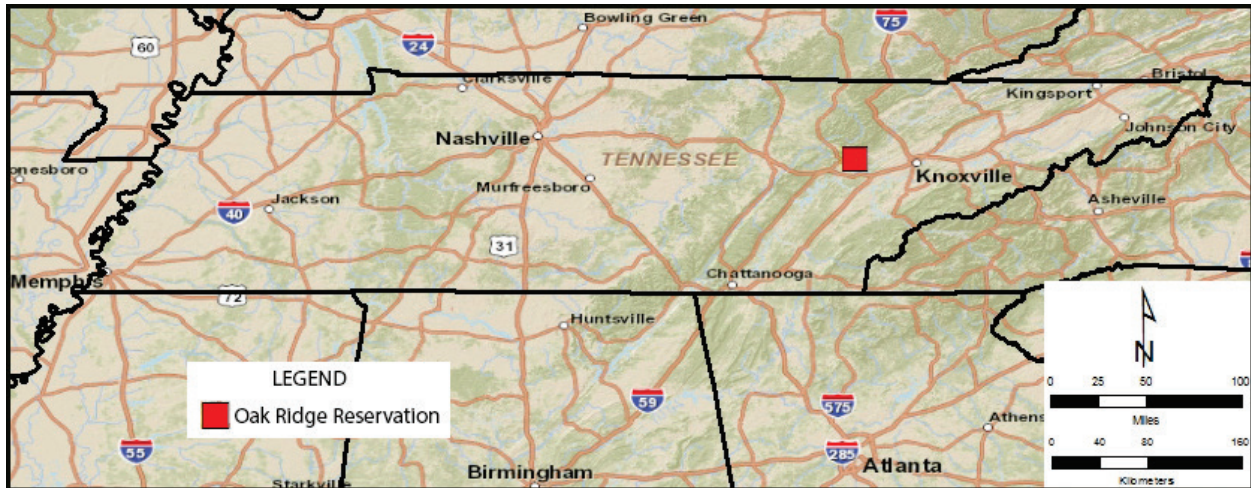 Bowling Green
60
24
75
Clarksville
Bristol
Kingsport
Nashville
TENNESSEE
Johnson City
onesboro
Murfreesboro
Knoxville
40
Jackson
Asheville
31
Memphis
72
Chattanooga
Huntsville
N
LEGEND
Oak Ridge Reservation
0 25 50 100
Miles
59
575
Athens
0 40 80 160
Kilometers
55
285
Atlanta
Birmingham
Starkville